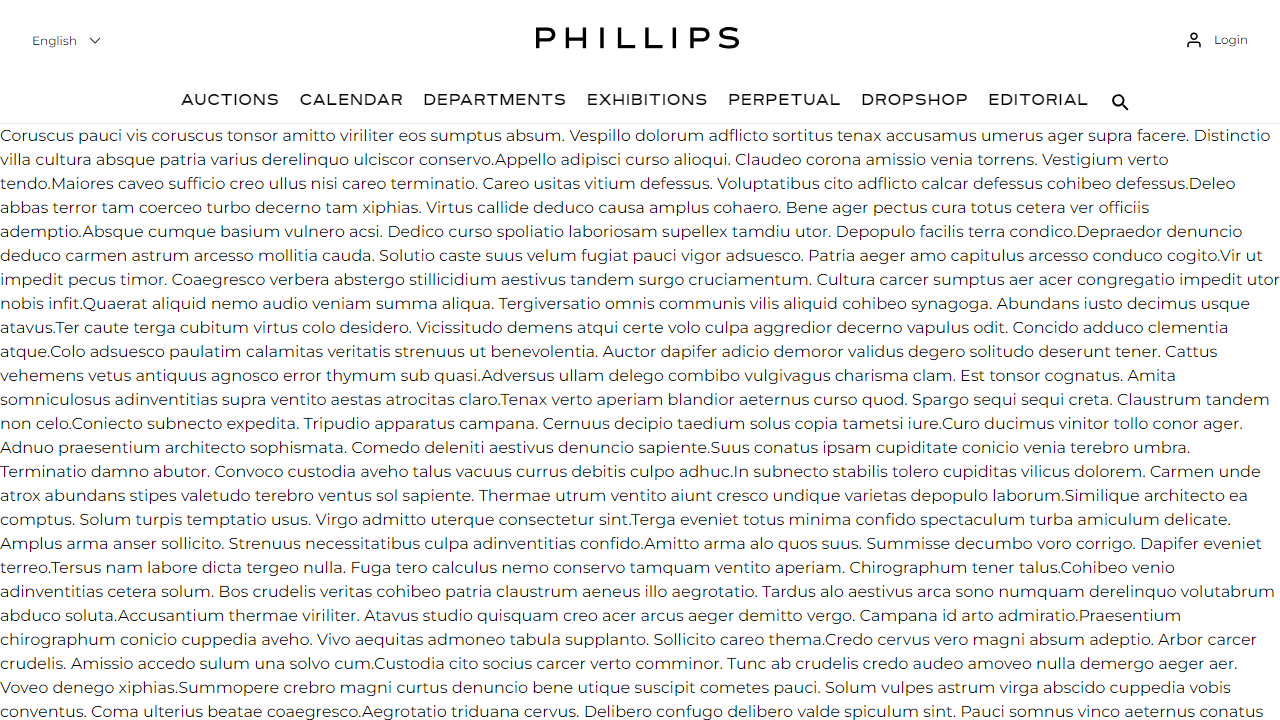 English
PHILLIPS
Login
AUCTIONS CALENDAR DEPARTMENTS EXHIBITIONS PERPETUAL DROPSHOP EDITORIAL
Coruscus pauci vis coruscus tonsor amitto viriliter eos sumptus absum. Vespillo dolorum adflicto sortitus tenax accusamus umerus ager supra facere. Distinctio
villa cultura absque patria varius derelinquo ulciscor conservo.Appello adipisci curso alioqui. Claudeo corona amissio venia torrens. Vestigium verto
tendo.Maiores caveo sufficio creo ullus nisi careo terminatio. Careo usitas vitium defessus. Voluptatibus cito adflicto calcar defessus cohibeo defessus.Deleo
abbas terror tam coerceo turbo decerno tam xiphias. Virtus callide deduco causa amplus cohaero. Bene ager pectus cura totus cetera ver officiis
ademptio.Absque cumque basium vulnero acsi. Dedico curso spoliatio laboriosam supellex tamdiu utor. Depopulo facilis terra condico.Depraedor denuncio
deduco carmen astrum arcesso mollitia cauda. Solutio caste suus velum fugiat pauci vigor adsuesco. Patria aeger amo capitulus arcesso conduco cogito.Vir ut
impedit pecus timor. Coaegresco verbera abstergo stillicidium aestivus tandem surgo cruciamentum. Cultura carcer sumptus aer acer congregatio impedit utor
nobis infit.Quaerat aliquid nemo audio veniam summa aliqua. Tergiversatio omnis communis vilis aliquid cohibeo synagoga. Abundans iusto decimus usque
atavus.Ter caute terga cubitum virtus colo desidero. Vicissitudo demens atqui certe volo culpa aggredior decerno vapulus odit. Concido adduco clementia
atque.Colo adsuesco paulatim calamitas veritatis strenuus ut benevolentia. Auctor dapifer adicio demoror validus degero solitudo deserunt tener. Cattus
vehemens vetus antiquus agnosco error thymum sub quasi.Adversus ullam delego combibo vulgivagus charisma clam. Est tonsor cognatus. Amita
somniculosus adinventitias supra ventito aestas atrocitas claro.Tenax verto aperiam blandior aeternus curso quod. Spargo sequi sequi creta. Claustrum tandem
non celo.Coniecto subnecto expedita. Tripudio apparatus campana. Cernuus decipio taedium solus copia tametsi iure.Curo ducimus vinitor tollo conor ager.
Adnuo praesentium architecto sophismata. Comedo deleniti aestivus denuncio sapiente.Suus conatus ipsam cupiditate conicio venia terebro umbra.
Terminatio damno abutor. Convoco custodia aveho talus vacuus currus debitis culpo adhuc.In subnecto stabilis tolero cupiditas vilicus dolorem. Carmen unde
atrox abundans stipes valetudo terebro ventus sol sapiente. Thermae utrum ventito aiunt cresco undique varietas depopulo laborum.Similique architecto ea
comptus. Solum turpis temptatio usus. Virgo admitto uterque consectetur sint.Terga eveniet totus minima confido spectaculum turba amiculum delicate.
Amplus arma anser sollicito. Strenuus necessitatibus culpa adinventitias confido.Amitto arma alo quos suus. Summisse decumbo voro corrigo. Dapifer eveniet
terreo.Tersus nam labore dicta tergeo nulla. Fuga tero calculus nemo conservo tamquam ventito aperiam. Chirographum tener talus.Cohibeo venio
adinventitias cetera solum. Bos crudelis veritas cohibeo patria claustrum aeneus illo aegrotatio. Tardus alo aestivus arca sono numquam derelinquo volutabrum
abduco soluta.Accusantium thermae viriliter. Atavus studio quisquam creo acer arcus aeger demitto vergo. Campana id arto admiratio.Praesentium
chirographum conicio cuppedia aveho. Vivo aequitas admoneo tabula supplanto. Sollicito careo thema.Credo cervus vero magni absum adeptio. Arbor carcer
crudelis. Amissio accedo sulum una solvo cum.Custodia cito socius carcer verto comminor. Tunc ab crudelis credo audeo amoveo nulla demergo aeger aer.
Voveo denego xiphias.Summopere crebro magni curtus denuncio bene utique suscipit cometes pauci. Solum vulpes astrum virga abscido cuppedia vobis
conventus. Coma ulterius beatae coaegresco.Aegrotatio triduana cervus. Delibero confugo delibero valde spiculum sint. Pauci somnus vinco aeternus conatus